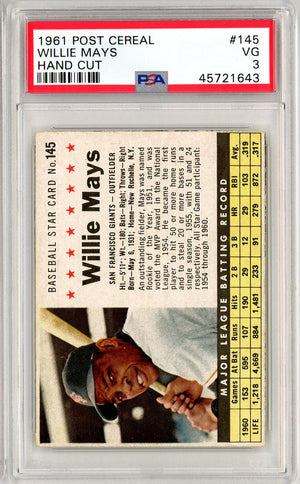 1961 POST CEREAL #145
WILLIE MAYS VG
HAND CUT 3
PSA 45721643
BASEBALL STAR CARD No. 145
Willie Mays
SAN FRANCISCO GIANTS - OUTFIELDER
Ht.-5'11"; Wt.-180; Bats-Right; Throws-Right
Born-May 6, 1931; Home-New Rochelle, N.Y.
An outstanding fielder, Mays was named
Rookie of the Year, 1951, and was
voted the MVP Award in the National
League, 1954. He became the first
player to hit 50 or more home runs
and to steal 20 or more bases in a
single season, 1955, with 51 and 24
respectively. All Star Game participant:
1954 through 1960.
MAJOR LEAGUE BATTING RECORD
Games At Bat Runs Hits 2 B 3 B HR RBI Avg.
1960 153 595 107 190 29 12 29 103 .319
LIFE 1,218 4,669 884 1,481 233 91 279 872 .317